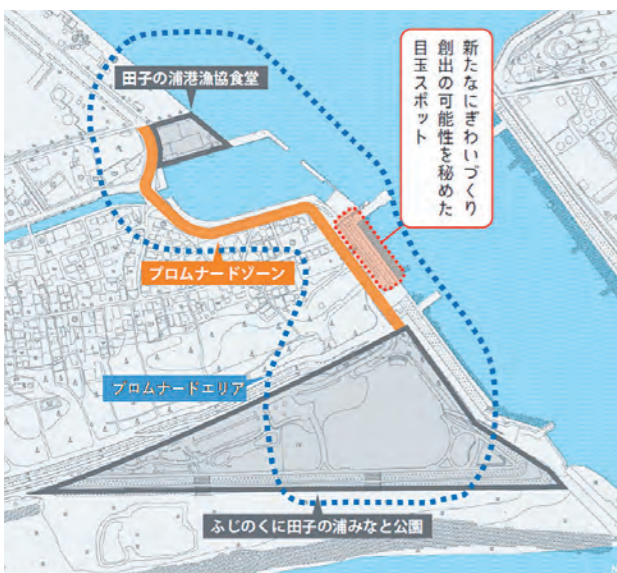 田子の浦港漁協食堂
新たなにぎわいづくり
創出の可能性を秘めた
目玉スポット
プロムナードゾーン
プロムナードエリア
ふじのくに田子の浦みなと公園